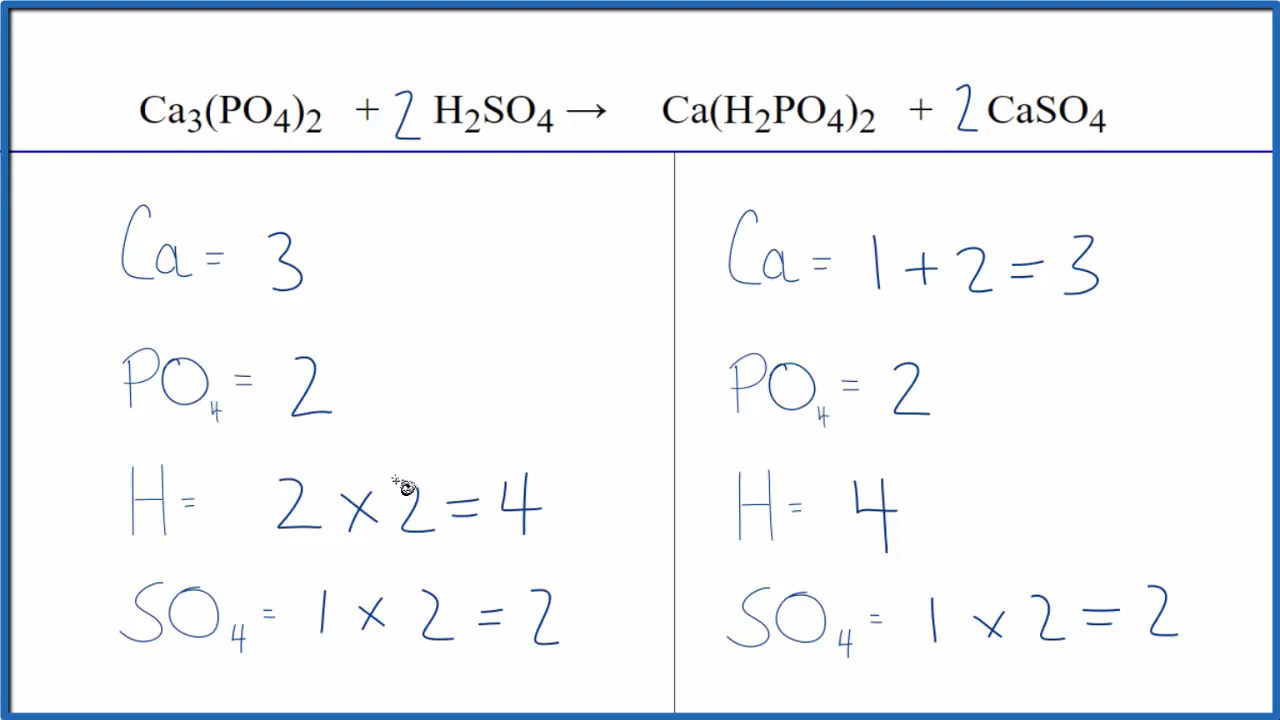 Ca3(PO4)2 + 2 H2SO4 → Ca(H2PO4)2 + 2 CaSO4
Ca = 3
PO4 = 2
H = 2 x 2 = 4
SO4 = 1 x 2 = 2
Ca = 1 + 2 = 3
PO4 = 2
H = 4
SO4 = 1 x 2 = 2